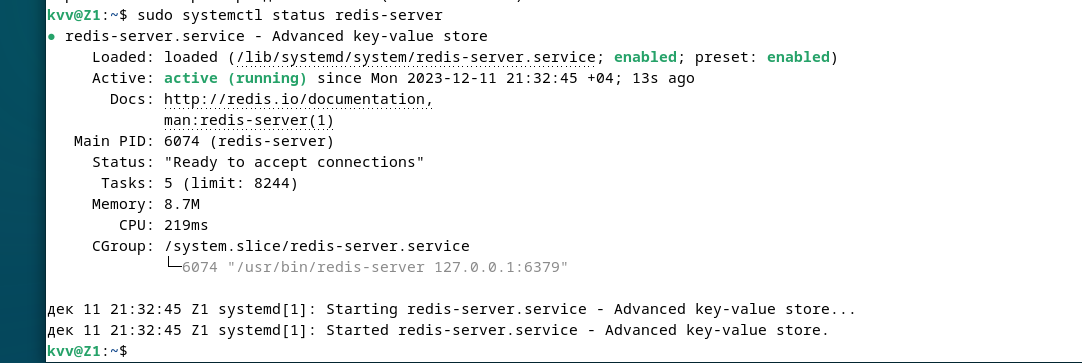 kvv@Z1:~$ sudo systemctl status redis-server
● redis-server.service - Advanced key-value store
     Loaded: loaded (/lib/systemd/system/redis-server.service; enabled; preset: enabled)
     Active: active (running) since Mon 2023-12-11 21:32:45 +04; 13s ago
       Docs: http://redis.io/documentation,
             man:redis-server(1)
   Main PID: 6074 (redis-server)
     Status: "Ready to accept connections"
      Tasks: 5 (limit: 8244)
     Memory: 8.7M
        CPU: 219ms
     CGroup: /system.slice/redis-server.service
             └─6074 "/usr/bin/redis-server 127.0.0.1:6379"
дек 11 21:32:45 Z1 systemd[1]: Starting redis-server.service - Advanced key-value store...
дек 11 21:32:45 Z1 systemd[1]: Started redis-server.service - Advanced key-value store.
kvv@Z1:~$